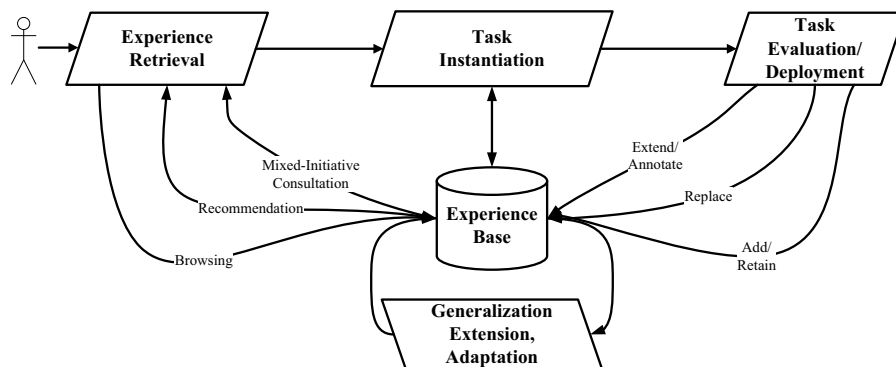 Experience
Retrieval
Task
Instantiation
Task
Evaluation/
Deployment
Mixed-Initiative
Consultation
Recommendation
Browsing
Experience
Base
Extend/
Annotate
Replace
Add/
Retain
Generalization
Extension,
Adaptation